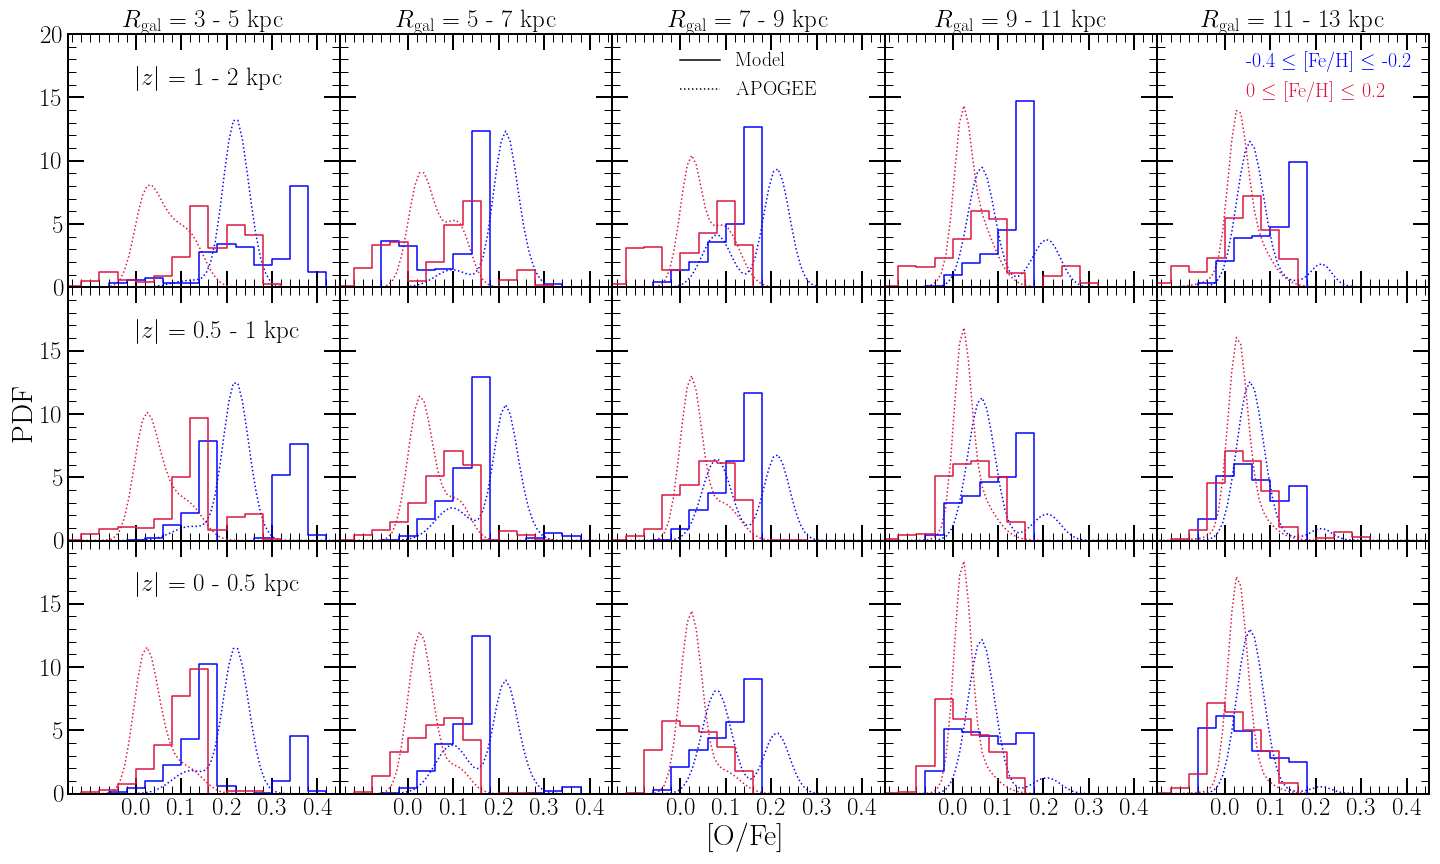 R_gal = 3 - 5 kpc
R_gal = 5 - 7 kpc
R_gal = 7 - 9 kpc
R_gal = 9 - 11 kpc
R_gal = 11 - 13 kpc
20
15
10
5
0
|z| = 1 - 2 kpc
Model
APOGEE
-0.4 ≤ [Fe/H] ≤ -0.2
0 ≤ [Fe/H] ≤ 0.2
PDF
15
10
5
0
|z| = 0.5 - 1 kpc
15
10
5
0
|z| = 0 - 0.5 kpc
0.0 0.1 0.2 0.3 0.4
0.0 0.1 0.2 0.3 0.4
0.0 0.1 0.2 0.3 0.4
0.0 0.1 0.2 0.3 0.4
0.0 0.1 0.2 0.3 0.4
[O/Fe]